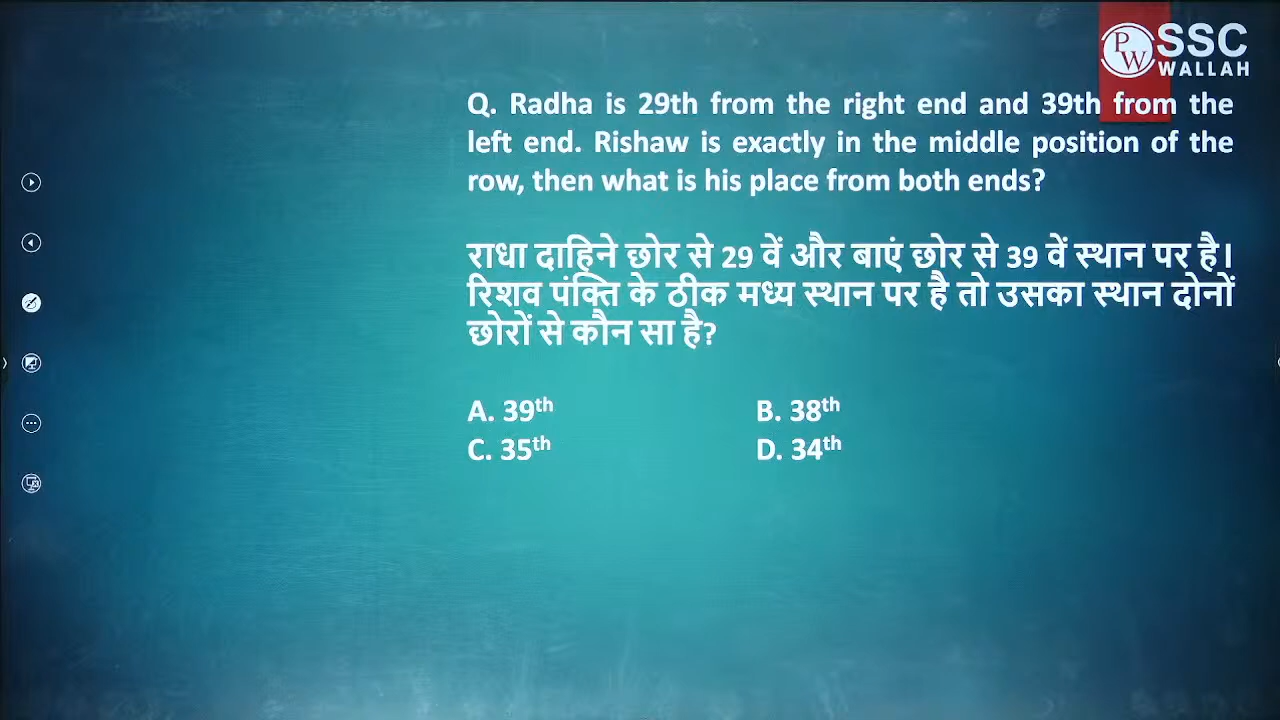 PW SSC
WALLAH
Q. Radha is 29th from the right end and 39th from the
left end. Rishaw is exactly in the middle position of the
row, then what is his place from both ends?
राधा दाहिने छोर से 29 वें और बाएं छोर से 39 वें स्थान पर है।
रिशव पंक्ति के ठीक मध्य स्थान पर है तो उसका स्थान दोनों
छोरों से कौन सा है?
A. 39th B. 38th
C. 35th D. 34th